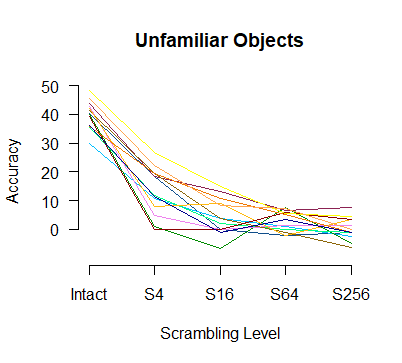 Unfamiliar Objects
Accuracy
50
40
30
20
10
0
Intact S4 S16 S64 S256
Scrambling Level